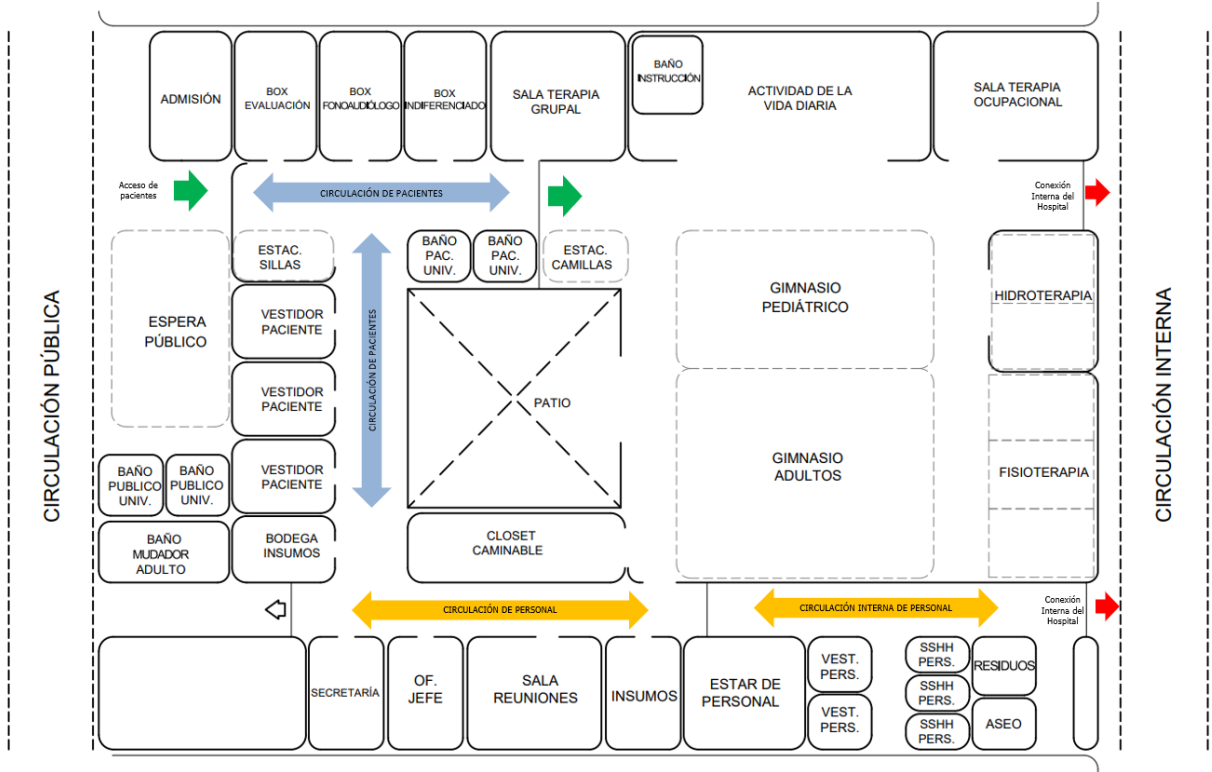 ADMISIÓN
BOX
EVALUACIÓN
BOX
FONOAUDIÓLOGO
BOX
INDIFERENCIADO
SALA TERAPIA
GRUPAL
BAÑO
INSTRUCCIÓN
ACTIVIDAD DE LA
VIDA DIARIA
SALA TERAPIA
OCUPACIONAL
Acceso de
pacientes
CIRCULACIÓN DE PACIENTES
Conexión
Interna del
Hospital
ESTAC.
SILLAS
BAÑO
PAC.
UNIV.
BAÑO
PAC.
UNIV.
ESTAC.
CAMILLAS
GIMNASIO
PEDIÁTRICO
HIDROTERAPIA
CIRCULACIÓN PÚBLICA
ESPERA
PÚBLICO
VESTIDOR
PACIENTE
CIRCULACIÓN DE PACIENTES
VESTIDOR
PACIENTE
PATIO
CIRCULACIÓN INTERNA
BAÑO
PUBLICO
UNIV.
BAÑO
PUBLICO
UNIV.
VESTIDOR
PACIENTE
GIMNASIO
ADULTOS
FISIOTERAPIA
BAÑO
MUDADOR
ADULTO
BODEGA
INSUMOS
CLOSET
CAMINABLE
CIRCULACIÓN DE PERSONAL
CIRCULACIÓN INTERNA DE PERSONAL
Conexión
Interna del
Hospital
SECRETARÍA
OF.
JEFE
SALA
REUNIONES
INSUMOS
ESTAR DE
PERSONAL
VEST.
PERS.
VEST.
PERS.
SSHH
PERS.
SSHH
PERS.
SSHH
PERS.
RESIDUOS
ASEO